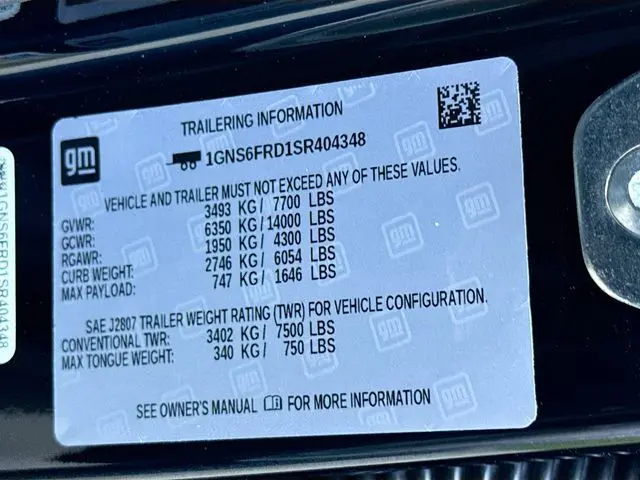 TRAILERING INFORMATION
gm
1GNS6FRD1SR404348
VEHICLE AND TRAILER MUST NOT EXCEED ANY OF THESE VALUES.
GVWR: 3493 KG/ 7700 LBS
GCWR: 6350 KG/14000 LBS
RGAWR: 1950 KG/ 4300 LBS
CURB WEIGHT: 2746 KG/ 6054 LBS
MAX PAYLOAD: 747 KG/ 1646 LBS
SAE J2807 TRAILER WEIGHT RATING (TWR) FOR VEHICLE CONFIGURATION.
CONVENTIONAL TWR: 3402 KG/ 7500 LBS
MAX TONGUE WEIGHT: 340 KG/ 750 LBS
SEE OWNER'S MANUAL FOR MORE INFORMATION
1GNS6FRD1SR404348